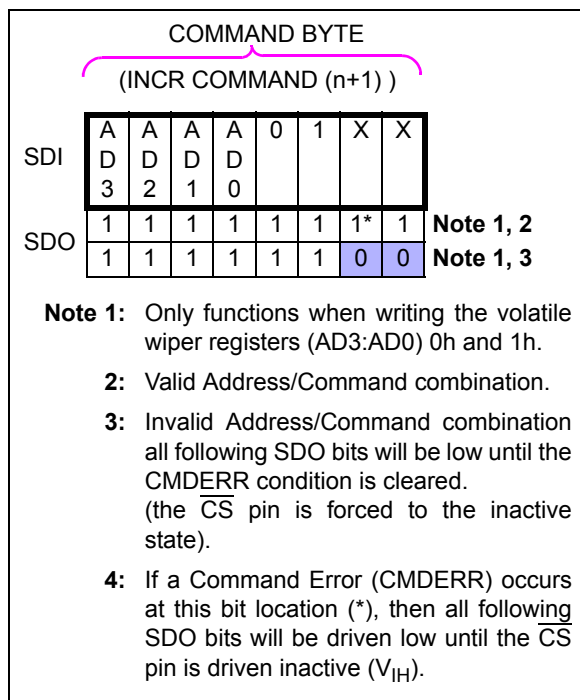 COMMAND BYTE
(INCR COMMAND (n+1) )
SDI
A A A A 0 1 X X
D D D D
3 2 1 0
SDO
1 1 1 1 1 1 1* 1 Note 1, 2
1 1 1 1 1 1 0 0 Note 1, 3
Note 1: Only functions when writing the volatile
wiper registers (AD3:AD0) 0h and 1h.
2: Valid Address/Command combination.
3: Invalid Address/Command combination
all following SDO bits will be low until the
CMDERR condition is cleared.
(the C̅S̅ pin is forced to the inactive
state).
4: If a Command Error (CMDERR) occurs
at this bit location (*), then all following
SDO bits will be driven low until the C̅S̅
pin is driven inactive (VIH).